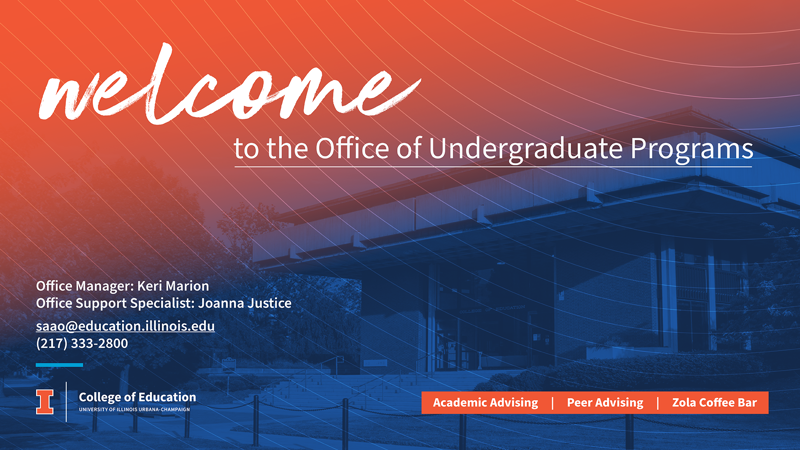 welcome
to the Office of Undergraduate Programs
Office Manager: Keri Marion
Office Support Specialist: Joanna Justice
saao@education.illinois.edu
(217) 333-2800
I
College of Education
UNIVERSITY OF ILLINOIS URBANA-CHAMPAIGN
Academic Advising | Peer Advising | Zola Coffee Bar